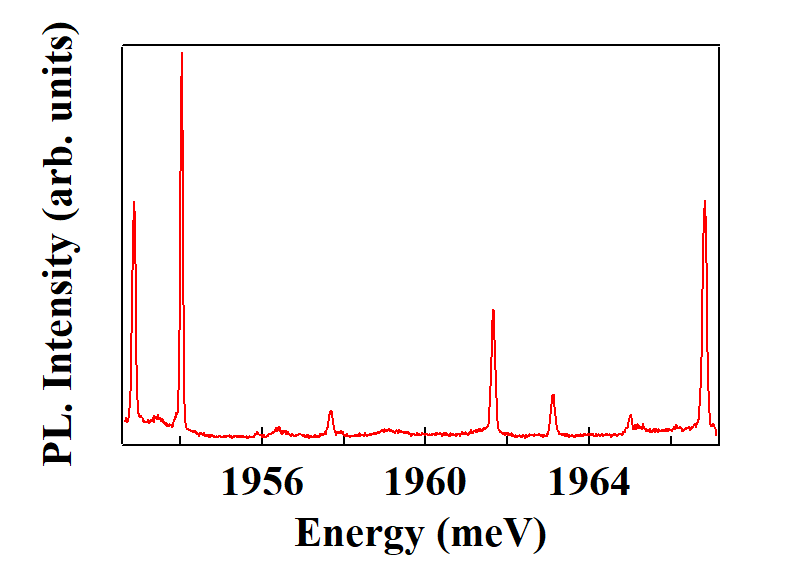 PL. Intensity (arb. units)
1956 1960 1964
Energy (meV)